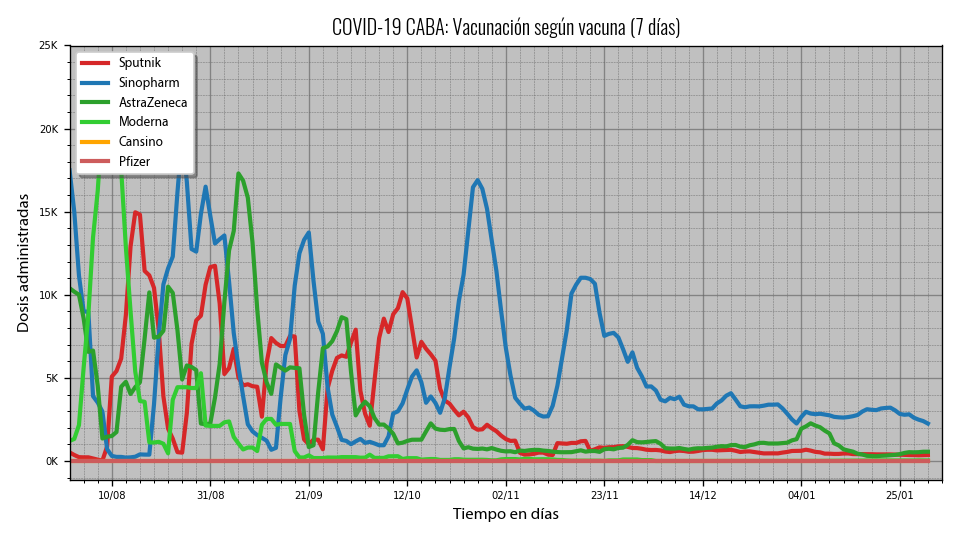 COVID-19 CABA: Vacunación según vacuna (7 días)
Sputnik
Sinopharm
AstraZeneca
Moderna
Cansino
Pfizer
25K
20K
15K
10K
5K
0K
Dosis administradas
10/08 31/08 21/09 12/10 02/11 23/11 14/12 04/01 25/01
Tiempo en días